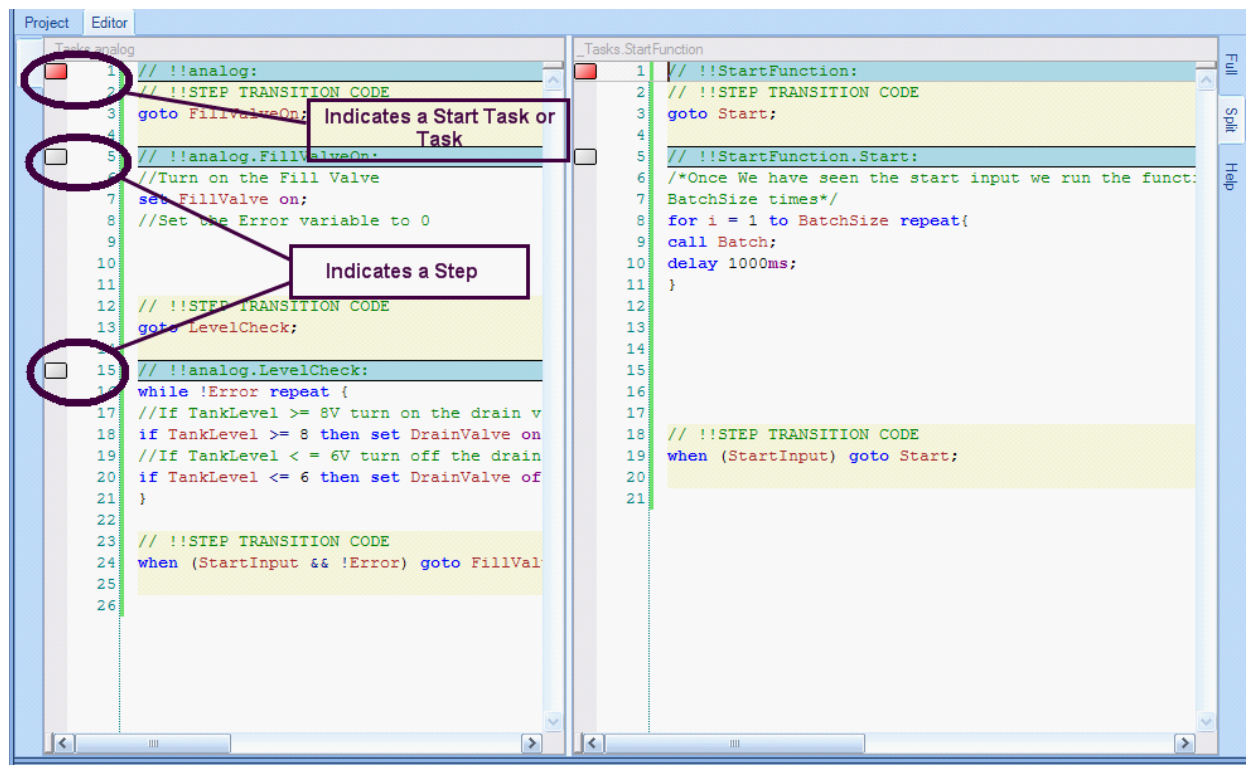 Project Editor
_Tasks.analog
1 // !!analog:
2 // !!STEP TRANSITION CODE
3 goto FillValveOn;
4
5 // !!analog.FillValveOn:
6 //Turn on the Fill Valve
7 set FillValve on;
8 //Set the Error variable to 0
9
10
11
12 // !!STEP TRANSITION CODE
13 goto LevelCheck;
14
15 // !!analog.LevelCheck:
16 while !Error repeat {
17 //If TankLevel >= 8V turn on the drain v
18 if TankLevel >= 8 then set DrainValve on
19 //If TankLevel < = 6V turn off the drain
20 if TankLevel <= 6 then set DrainValve of
21 }
22
23 // !!STEP TRANSITION CODE
24 when (StartInput && !Error) goto FillVal
25
26
Indicates a Start Task or
Task
Indicates a Step
_Tasks.StartFunction
1 // !!StartFunction:
2 // !!STEP TRANSITION CODE
3 goto Start;
4
5 // !!StartFunction.Start:
6 /*Once We have seen the start input we run the functi
7 BatchSize times*/
8 for i = 1 to BatchSize repeat{
9 call Batch;
10 delay 1000ms;
11 }
12
13
14
15
16
17
18 // !!STEP TRANSITION CODE
19 when (StartInput) goto Start;
20
21
Full
Split
Help